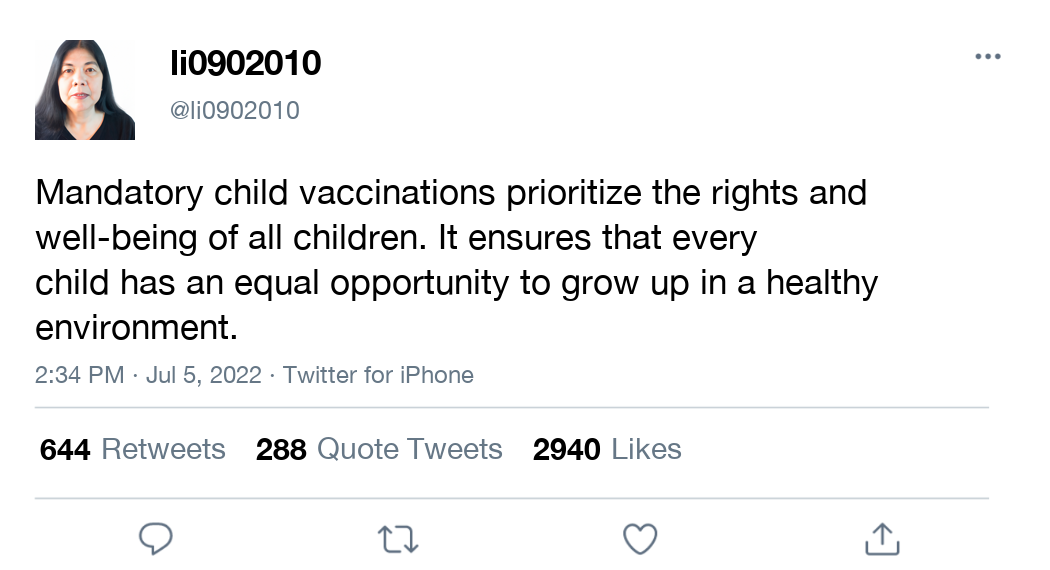 li0902010
@li0902010
Mandatory child vaccinations prioritize the rights and
well-being of all children. It ensures that every
child has an equal opportunity to grow up in a healthy
environment.
2:34 PM · Jul 5, 2022 · Twitter for iPhone
644 Retweets 288 Quote Tweets 2940 Likes